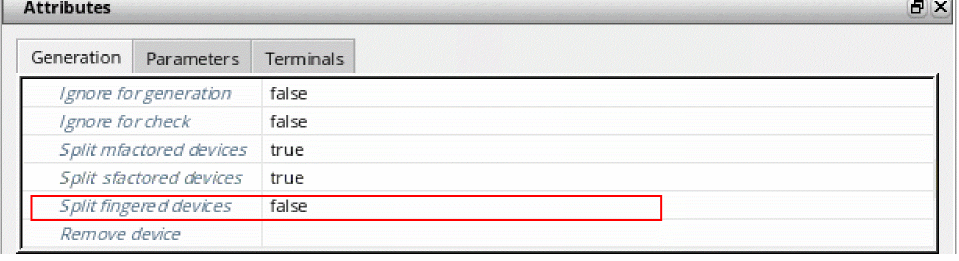 Attributes
Generation Parameters Terminals
Ignore for generation false
Ignore for check false
Split mfactored devices true
Split sfactored devices true
Split fingered devices false
Remove device